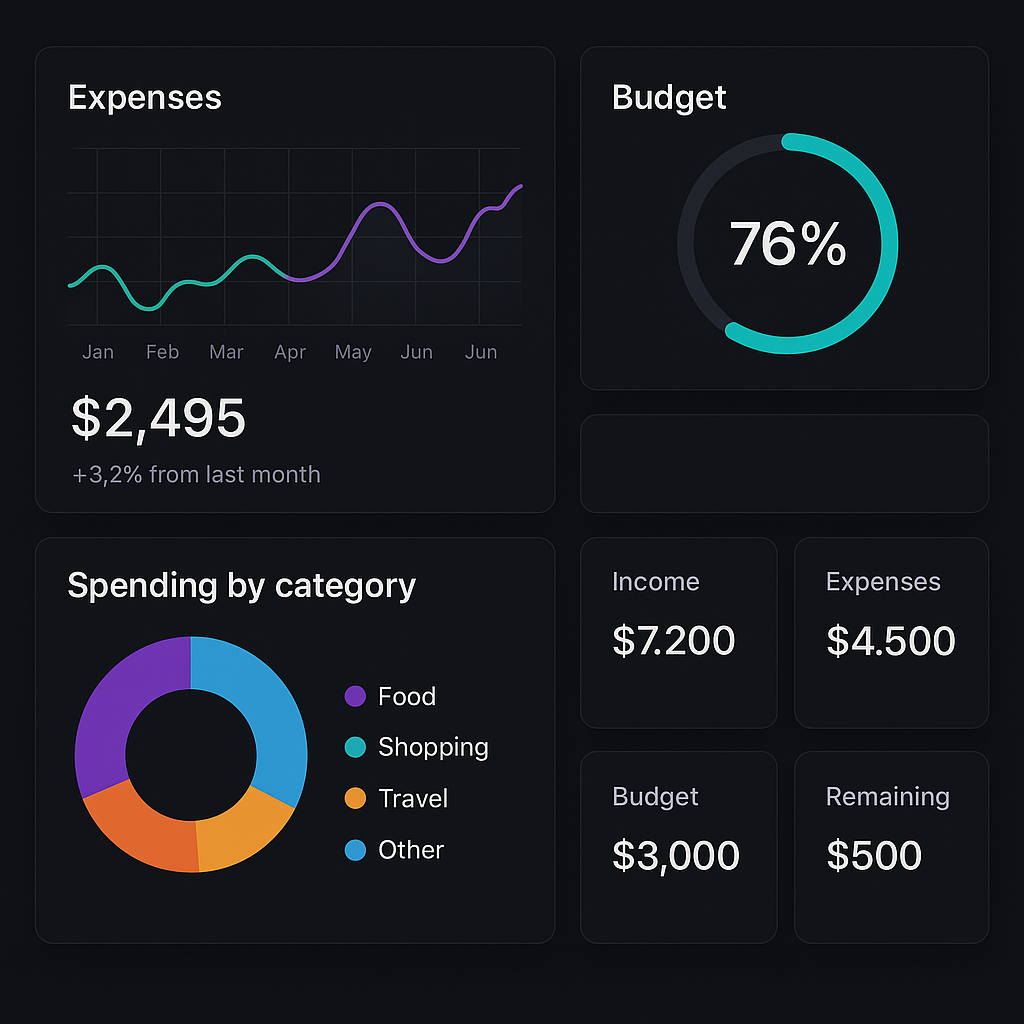 Expenses
Jan Feb Mar Apr May Jun Jun
$2,495
+3,2% from last month
Budget
76%
Spending by category
Food
Shopping
Travel
Other
Income
$7.200
Expenses
$4.500
Budget
$3,000
Remaining
$500